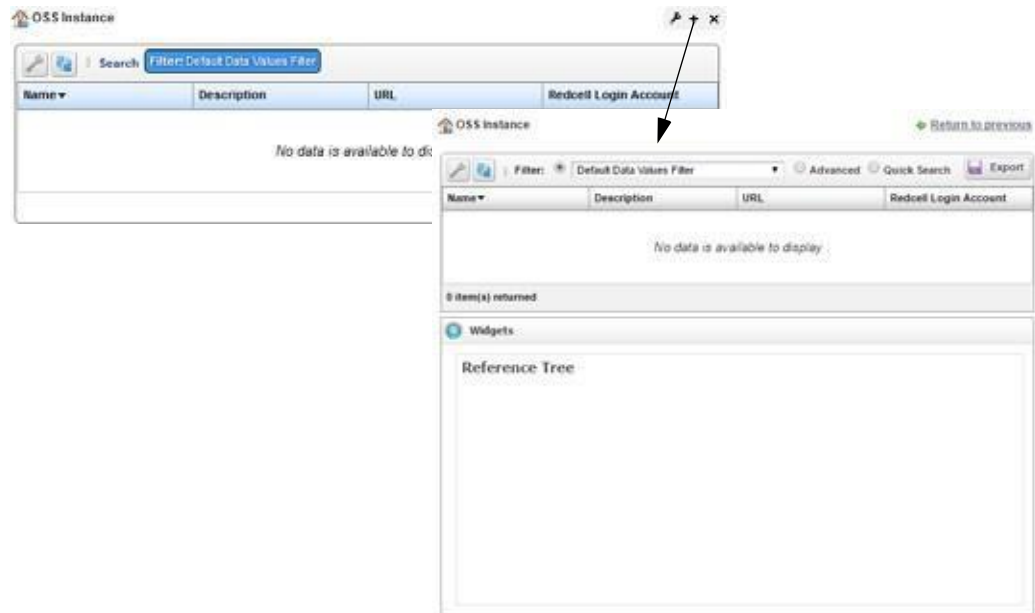 OSS Instance
Search Filter: Default Data Values Filter
Name Description URL Redcell Login Account
No data is available to
OSS Instance Return to previous
Filter: Default Data Values Filter Advanced Quick Search Export
Name Description URL Redcell Login Account
No data is available to display
0 item(s) returned
Widgets
Reference Tree